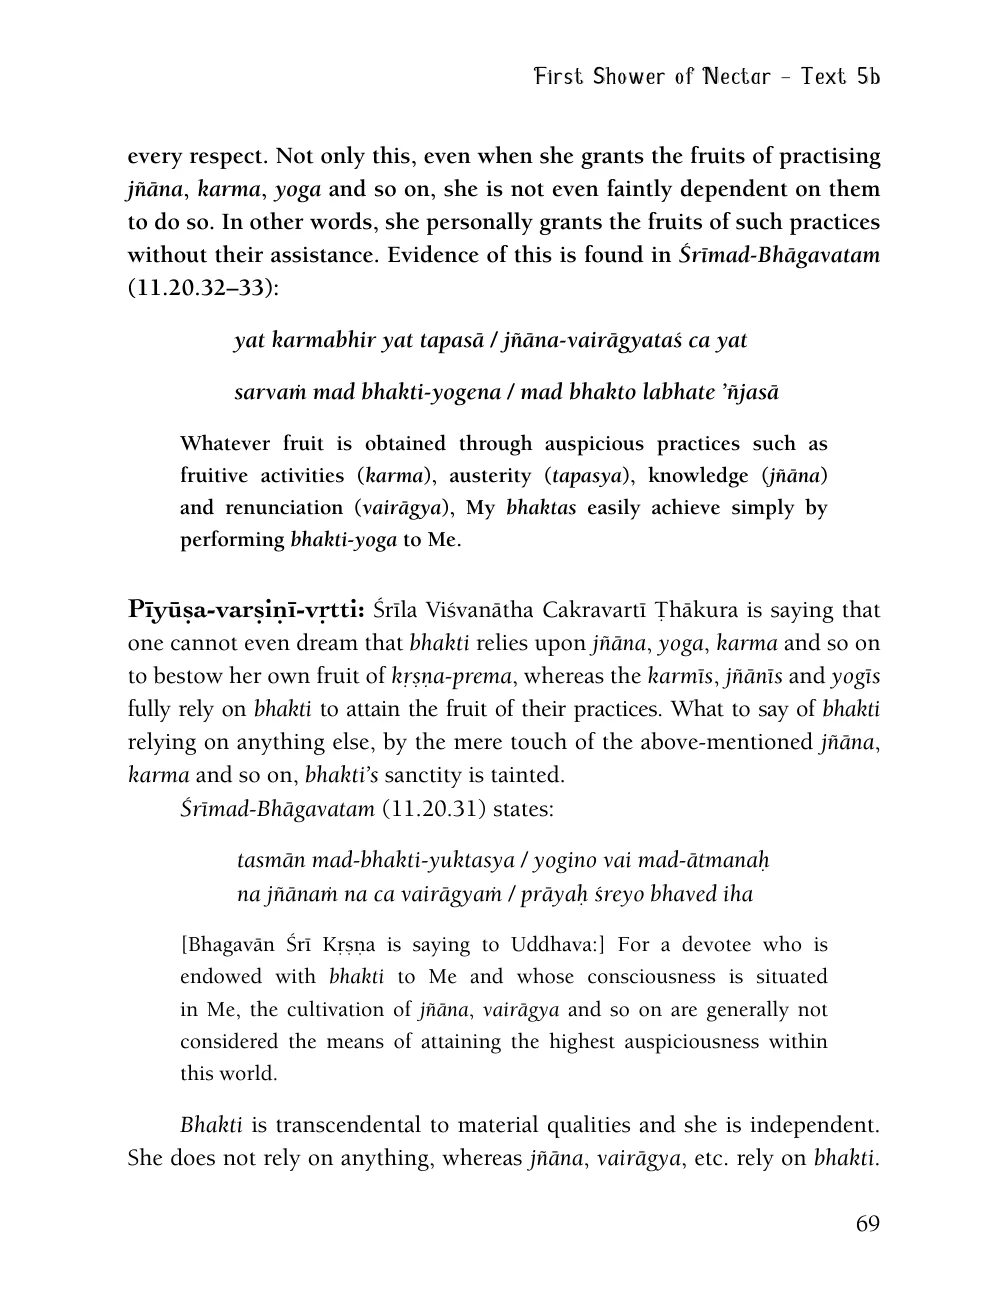 First Shower of Nectar – Text 5b
every respect. Not only this, even when she grants the fruits of practising
jñāna, karma, yoga and so on, she is not even faintly dependent on them
to do so. In other words, she personally grants the fruits of such practices
without their assistance. Evidence of this is found in Śrīmad-Bhāgavatam
(11.20.32–33):
yat karmabhir yat tapasā / jñāna-vairāgyataś ca yat
sarvaṁ mad bhakti-yogena / mad bhakto labhate ’ñjasā
Whatever fruit is obtained through auspicious practices such as
fruitive activities (karma), austerity (tapasya), knowledge (jñāna)
and renunciation (vairāgya), My bhaktas easily achieve simply by
performing bhakti-yoga to Me.
Pīyūṣa-varṣiṇī-vṛtti: Śrīla Viśvanātha Cakravartī Ṭhākura is saying that
one cannot even dream that bhakti relies upon jñāna, yoga, karma and so on
to bestow her own fruit of kṛṣṇa-prema, whereas the karmīs, jñānīs and yogīs
fully rely on bhakti to attain the fruit of their practices. What to say of bhakti
relying on anything else, by the mere touch of the above-mentioned jñāna,
karma and so on, bhakti’s sanctity is tainted.
Śrīmad-Bhāgavatam (11.20.31) states:
tasmān mad-bhakti-yuktasya / yogino vai mad-ātmanaḥ
na jñānaṁ na ca vairāgyaṁ / prāyaḥ śreyo bhaved iha
[Bhagavān Śrī Kṛṣṇa is saying to Uddhava:] For a devotee who is
endowed with bhakti to Me and whose consciousness is situated
in Me, the cultivation of jñāna, vairāgya and so on are generally not
considered the means of attaining the highest auspiciousness within
this world.
Bhakti is transcendental to material qualities and she is independent.
She does not rely on anything, whereas jñāna, vairāgya, etc. rely on bhakti.
69